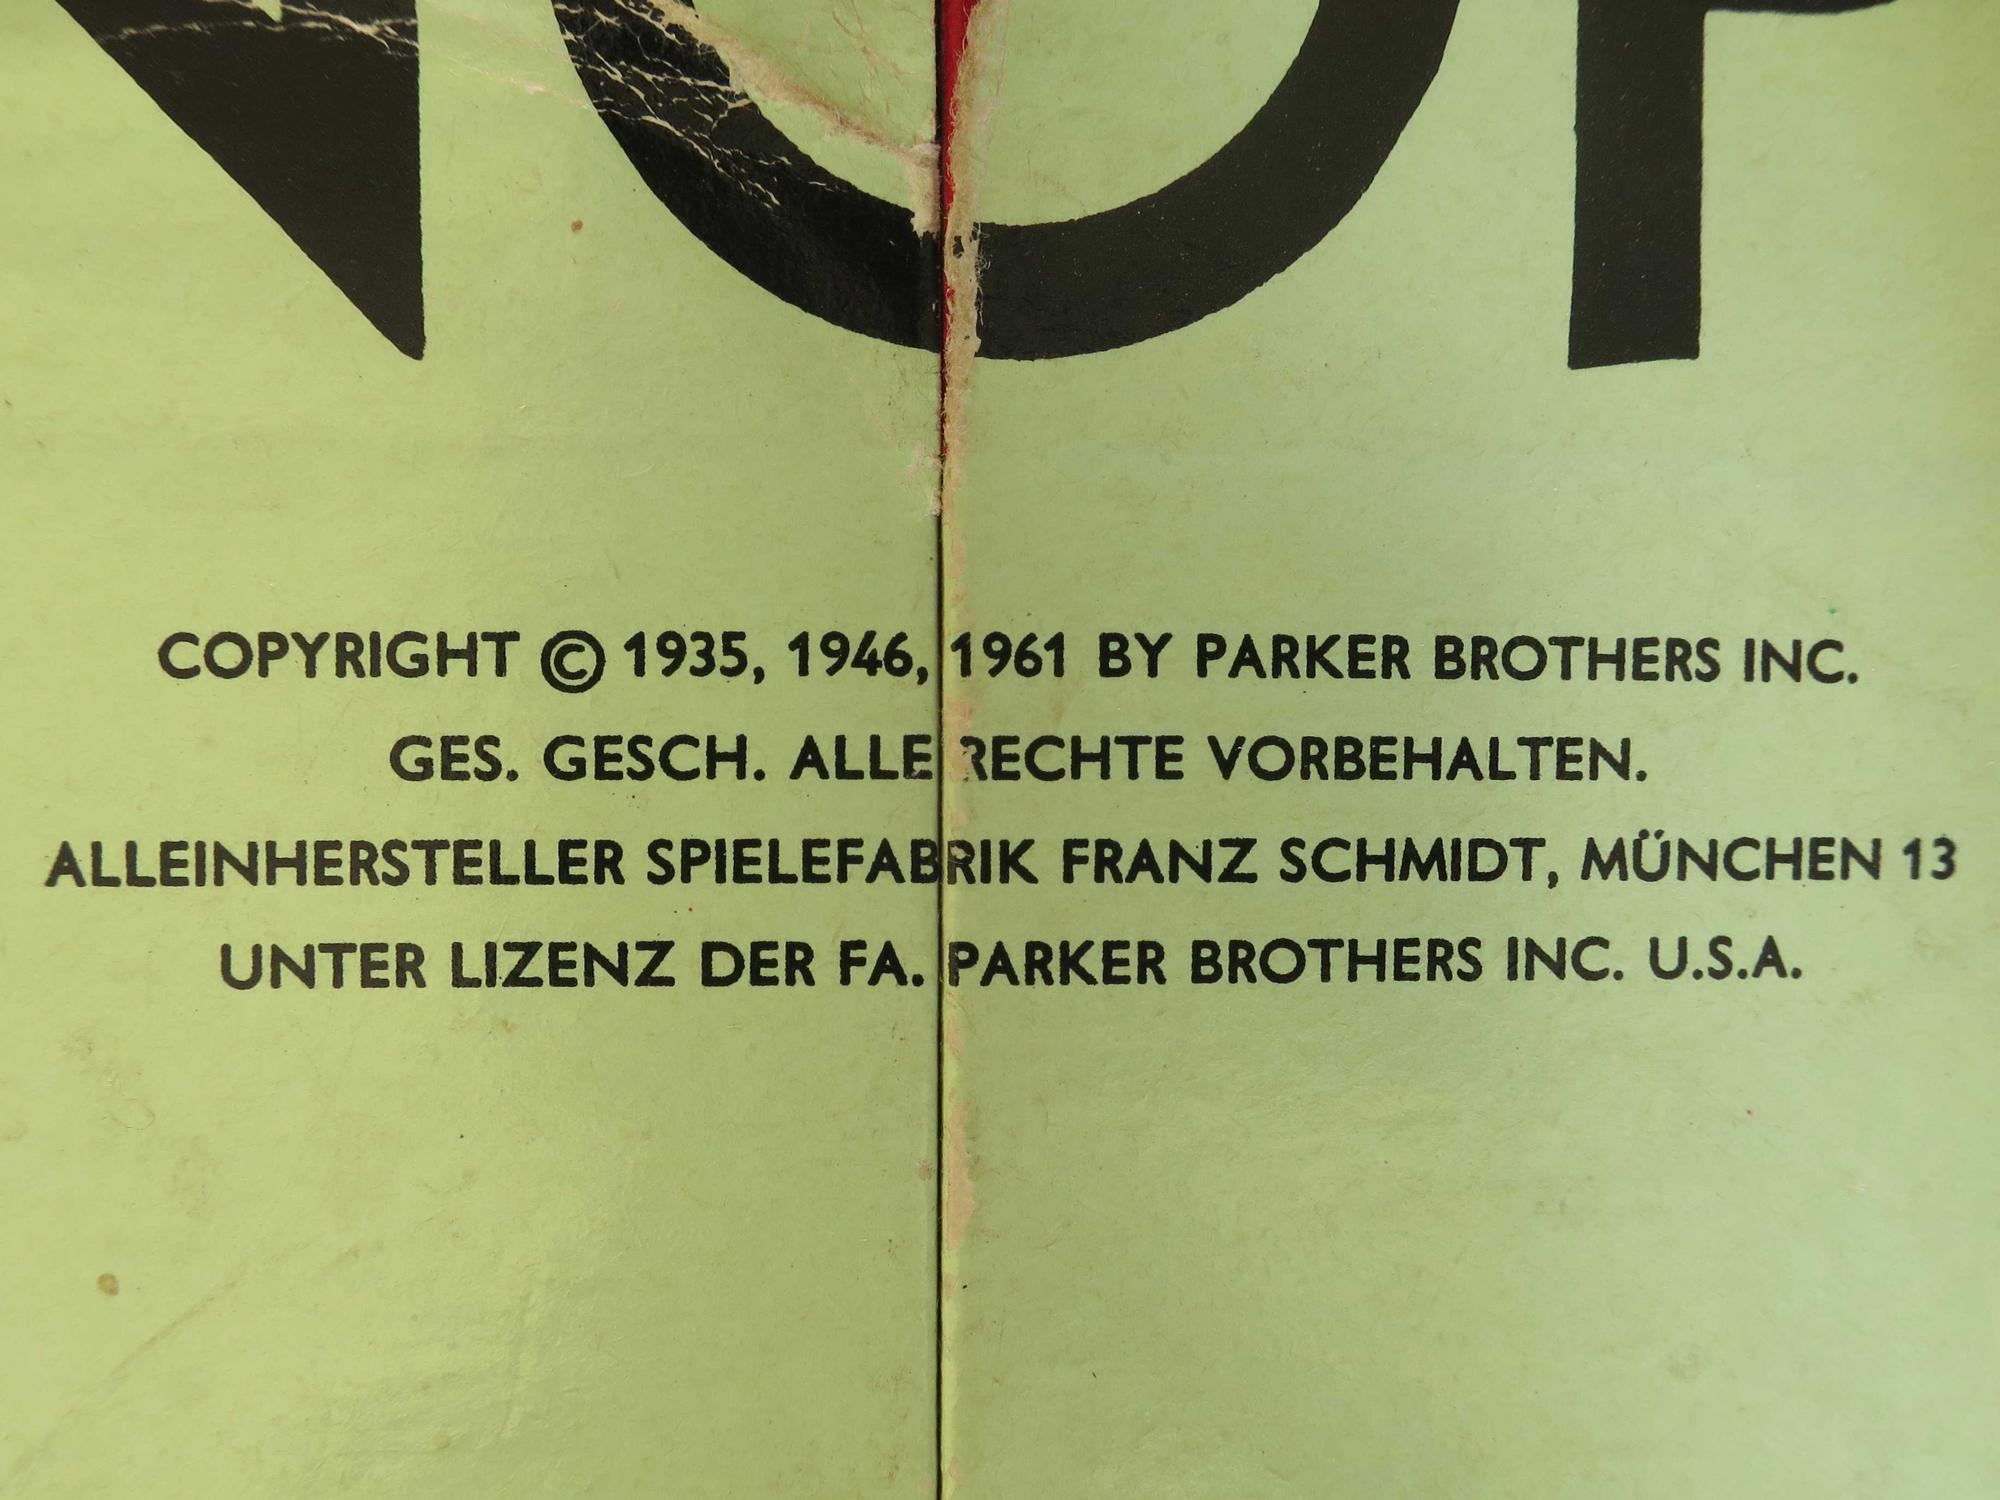 NOP
COPYRIGHT © 1935, 1946, 1961 BY PARKER BROTHERS INC.
GES. GESCH. ALLE RECHTE VORBEHALTEN.
ALLEINHERSTELLER SPIELEFABRIK FRANZ SCHMIDT, MÜNCHEN 13
UNTER LIZENZ DER FA. PARKER BROTHERS INC. U.S.A.